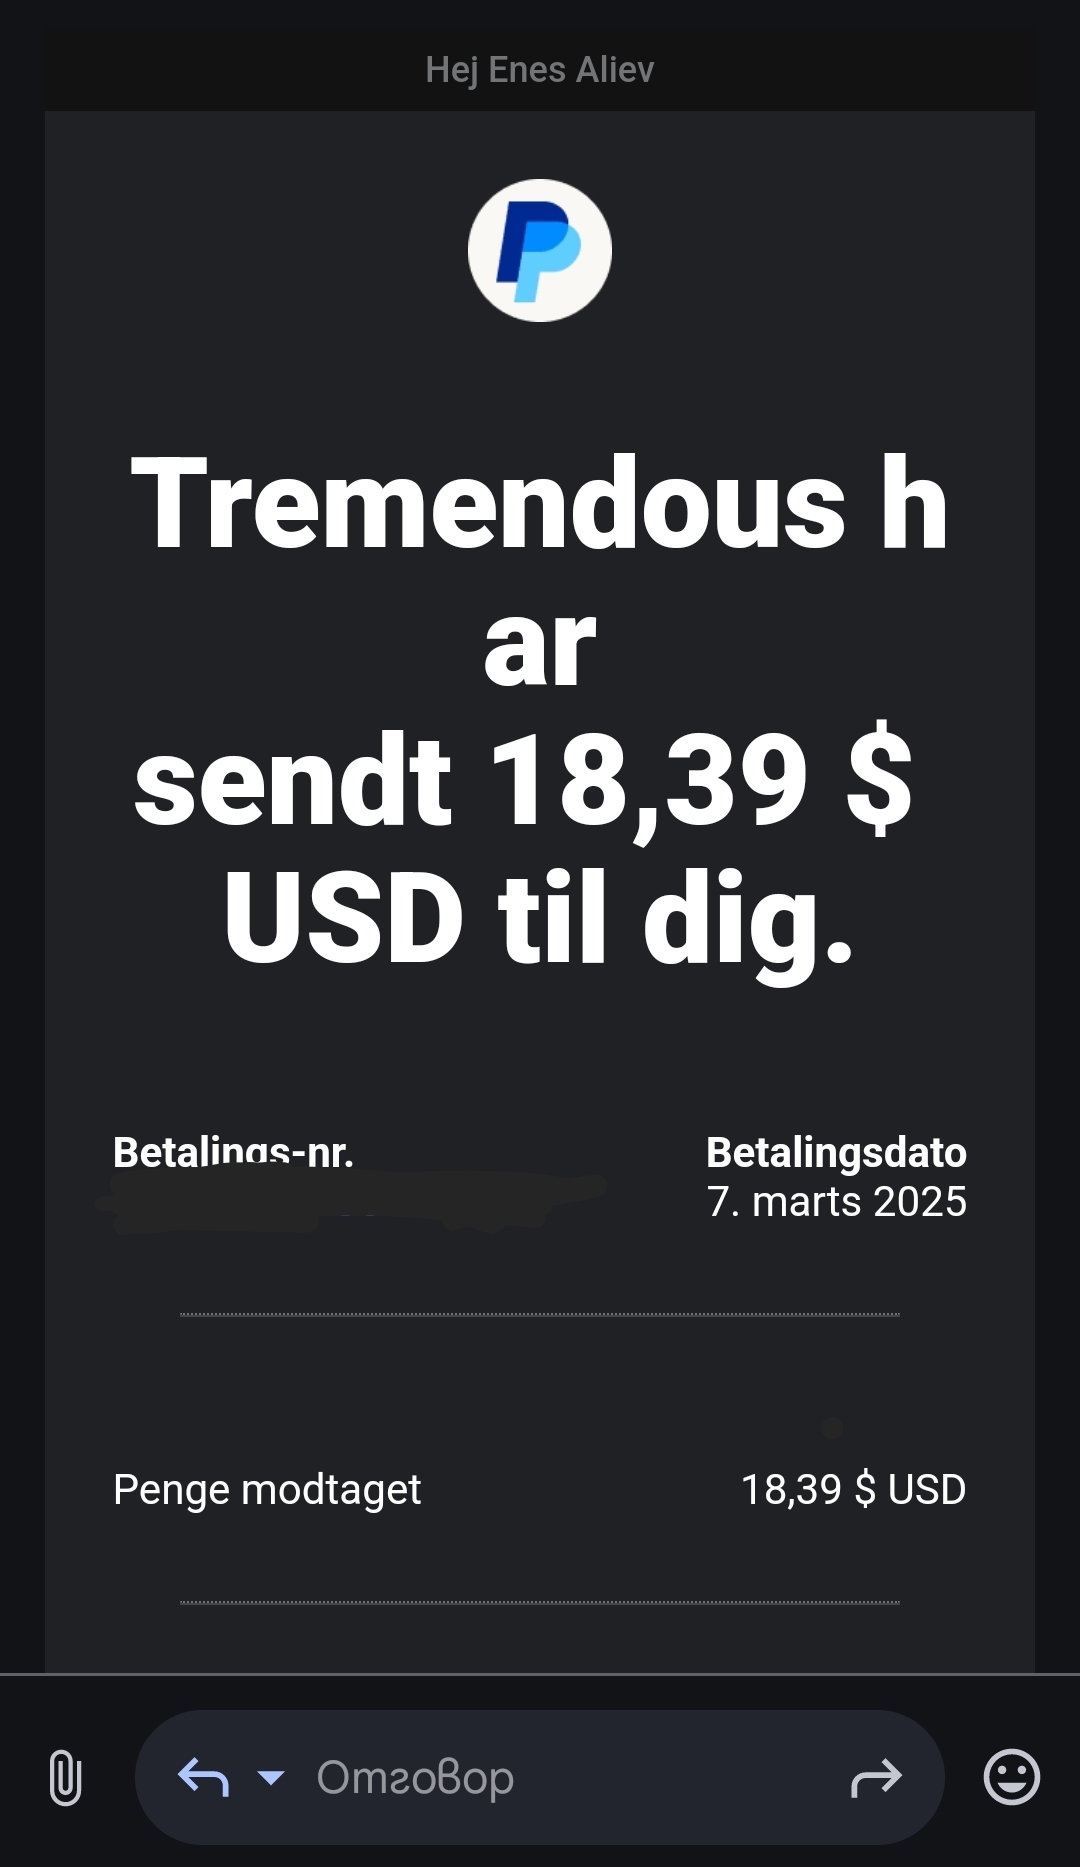 Hej Enes Aliev
Tremendous h
ar
sendt 18,39 $
USD til dig.
Betalings-nr.
Betalingsdato
7. marts 2025
Penge modtaget
18,39 $ USD
Отговор